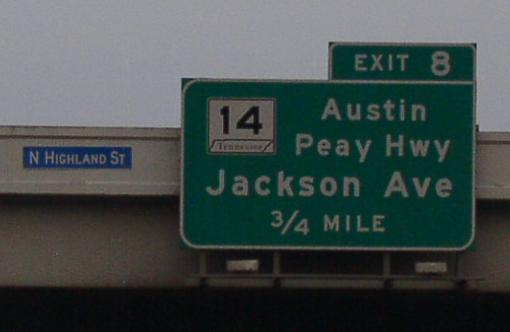 EXIT 8
14
Tennessee
Austin
Peay Hwy
Jackson Ave
3/4 MILE
N HIGHLAND ST